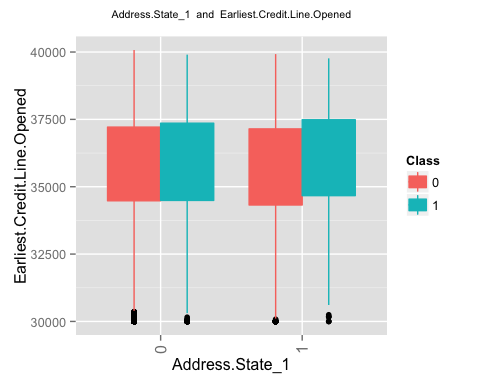 Address.State_1 and Earliest.Credit.Line.Opened
Earliest.Credit.Line.Opened
40000
37500
35000
32500
30000
0
1
Address.State_1
Class
0
1